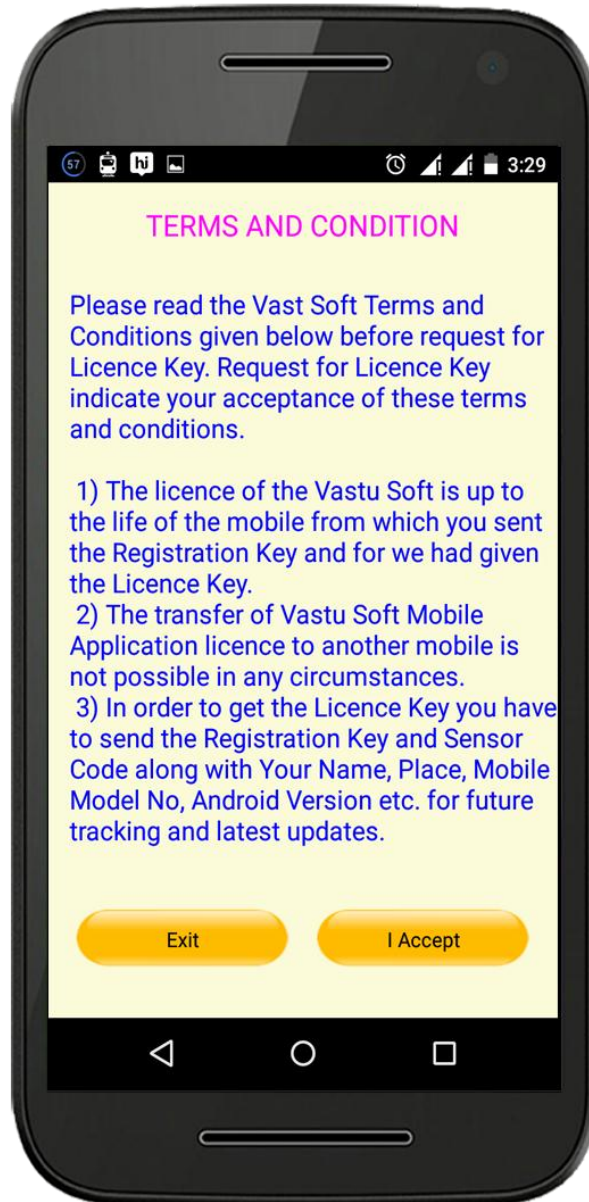 57 hi 3:29
TERMS AND CONDITION
Please read the Vast Soft Terms and
Conditions given below before request for
Licence Key. Request for Licence Key
indicate your acceptance of these terms
and conditions.
1) The licence of the Vastu Soft is up to
the life of the mobile from which you sent
the Registration Key and for we had given
the Licence Key.
2) The transfer of Vastu Soft Mobile
Application licence to another mobile is
not possible in any circumstances.
3) In order to get the Licence Key you have
to send the Registration Key and Sensor
Code along with Your Name, Place, Mobile
Model No, Android Version etc. for future
tracking and latest updates.
Exit I Accept